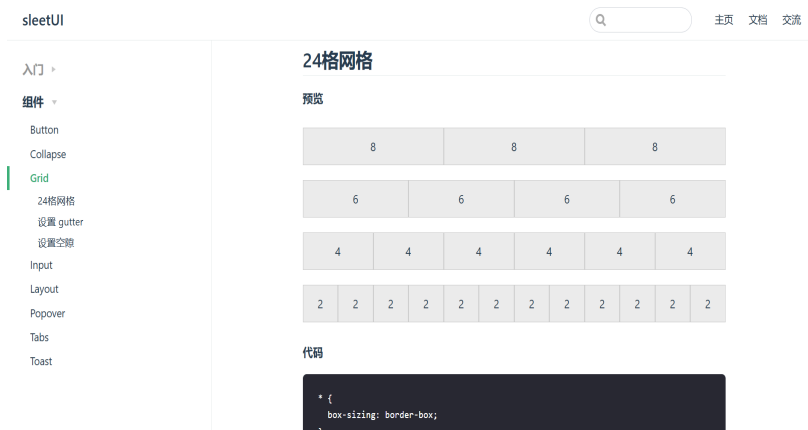 sleetUI
主页 文档 交流
入门
组件
Button
Collapse
Grid
24格网格
设置 gutter
设置空隙
Input
Layout
Popover
Tabs
Toast
24格网格
预览
8 8 8
6 6 6 6
4 4 4 4 4 4
2 2 2 2 2 2 2 2 2 2 2 2
代码
* {
box-sizing: border-box;